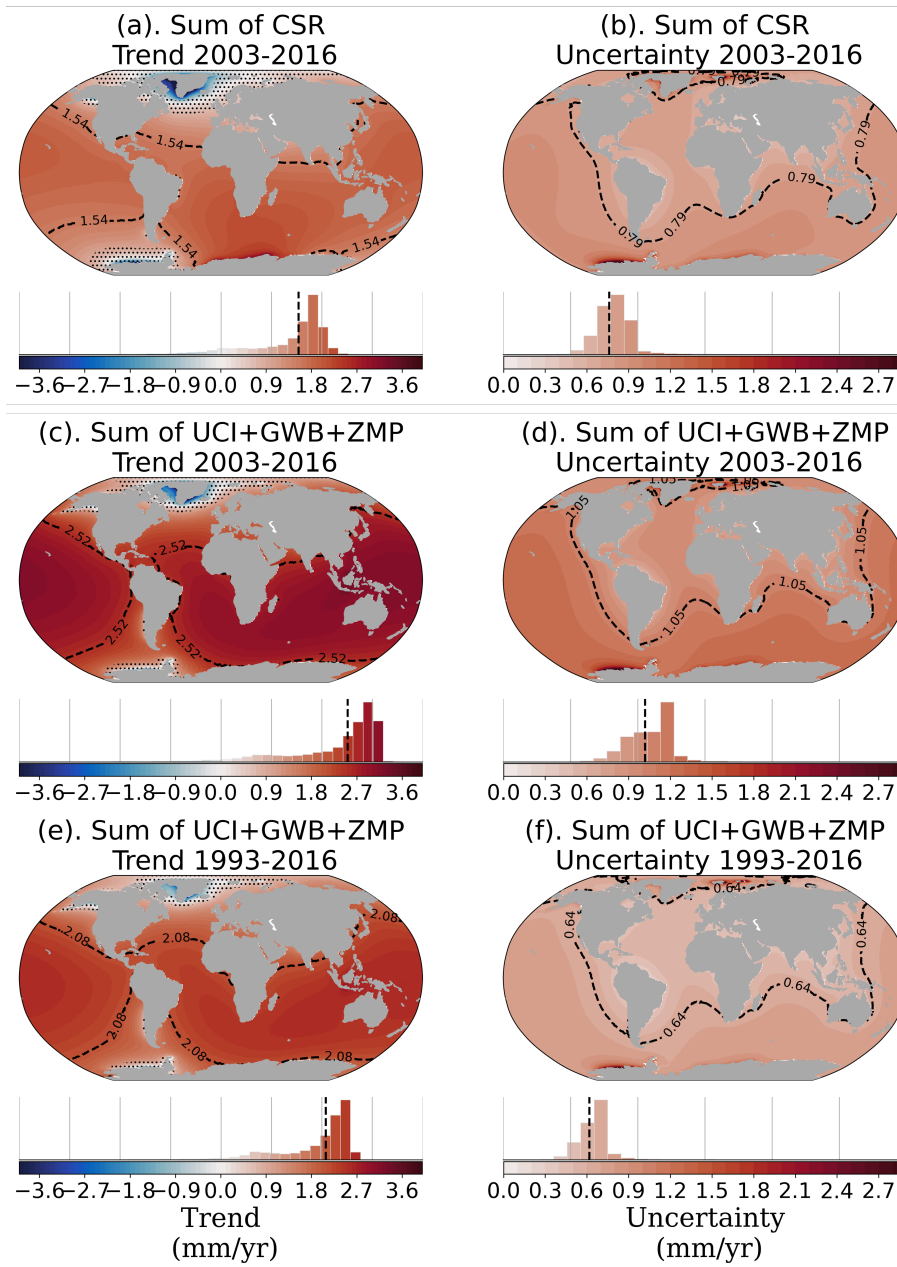 (a). Sum of CSR
Trend 2003-2016
(b). Sum of CSR
Uncertainty 2003-2016
1.54
1.54
1.54
1.54
1.54
0.79
0.79
0.79
0.79
0.79
−3.6 −2.7 −1.8 −0.9 0.0 0.9 1.8 2.7 3.6
0.0 0.3 0.6 0.9 1.2 1.5 1.8 2.1 2.4 2.7
(c). Sum of UCI+GWB+ZMP
Trend 2003-2016
(d). Sum of UCI+GWB+ZMP
Uncertainty 2003-2016
2.52
2.52
2.52
2.52
2.52
1.05
1.05
1.05
1.05
1.05
1.05
−3.6 −2.7 −1.8 −0.9 0.0 0.9 1.8 2.7 3.6
0.0 0.3 0.6 0.9 1.2 1.5 1.8 2.1 2.4 2.7
(e). Sum of UCI+GWB+ZMP
Trend 1993-2016
(f). Sum of UCI+GWB+ZMP
Uncertainty 1993-2016
2.08
2.08
2.08
2.08
2.08
2.08
0.64
0.64
0.64
0.64
0.64
−3.6 −2.7 −1.8 −0.9 0.0 0.9 1.8 2.7 3.6
0.0 0.3 0.6 0.9 1.2 1.5 1.8 2.1 2.4 2.7
Trend
(mm/yr)
Uncertainty
(mm/yr)